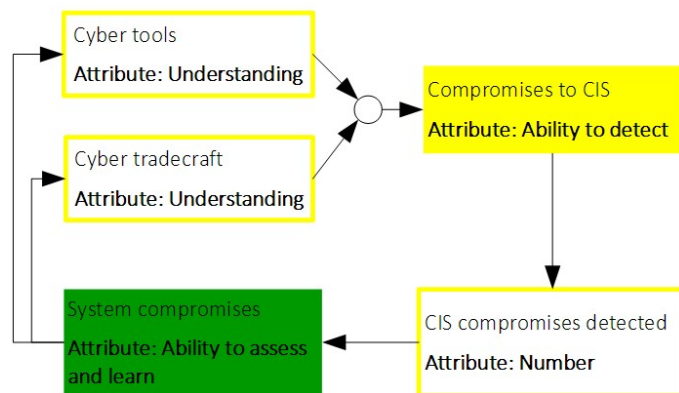 Cyber tools
Attribute: Understanding
Compromises to CIS
Attribute: Ability to detect
Cyber tradecraft
Attribute: Understanding
System compromises
Attribute: Ability to assess
and learn
CIS compromises detected
Attribute: Number